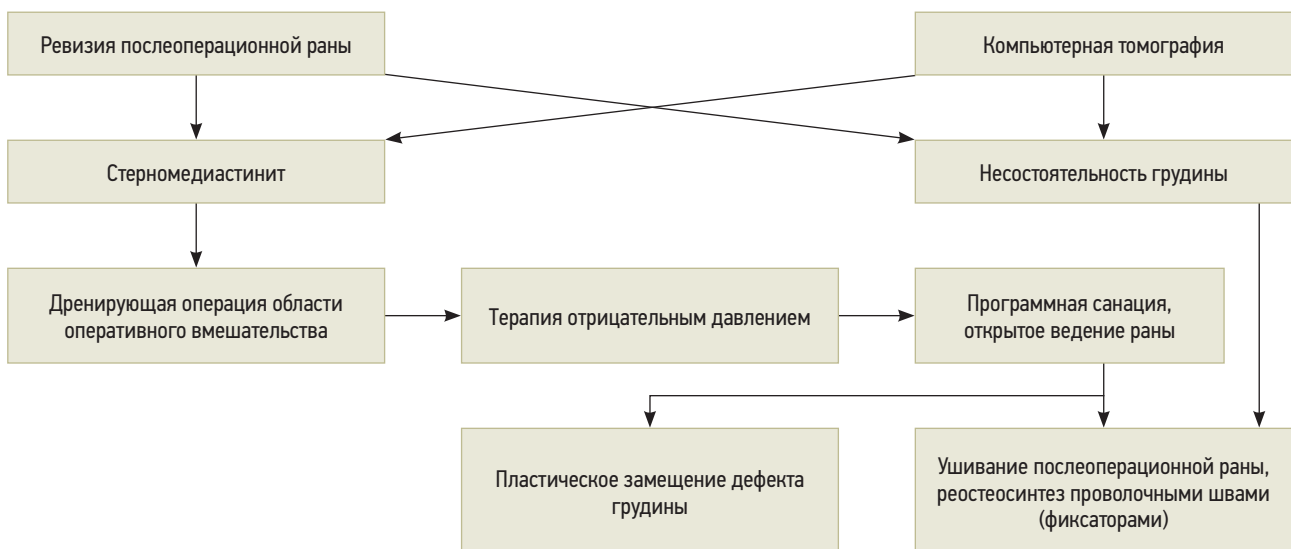 Ревизия послеоперационной раны
Компьютерная томография
Стерномедиастинит
Несостоятельность грудины
Дренирующая операция области
оперативного вмешательства
Терапия отрицательным давлением
Программная санация,
открытое ведение раны
Пластическое замещение дефекта
грудины
Ушивание послеоперационной раны,
реостеосинтез проволочными швами
(фиксаторами)